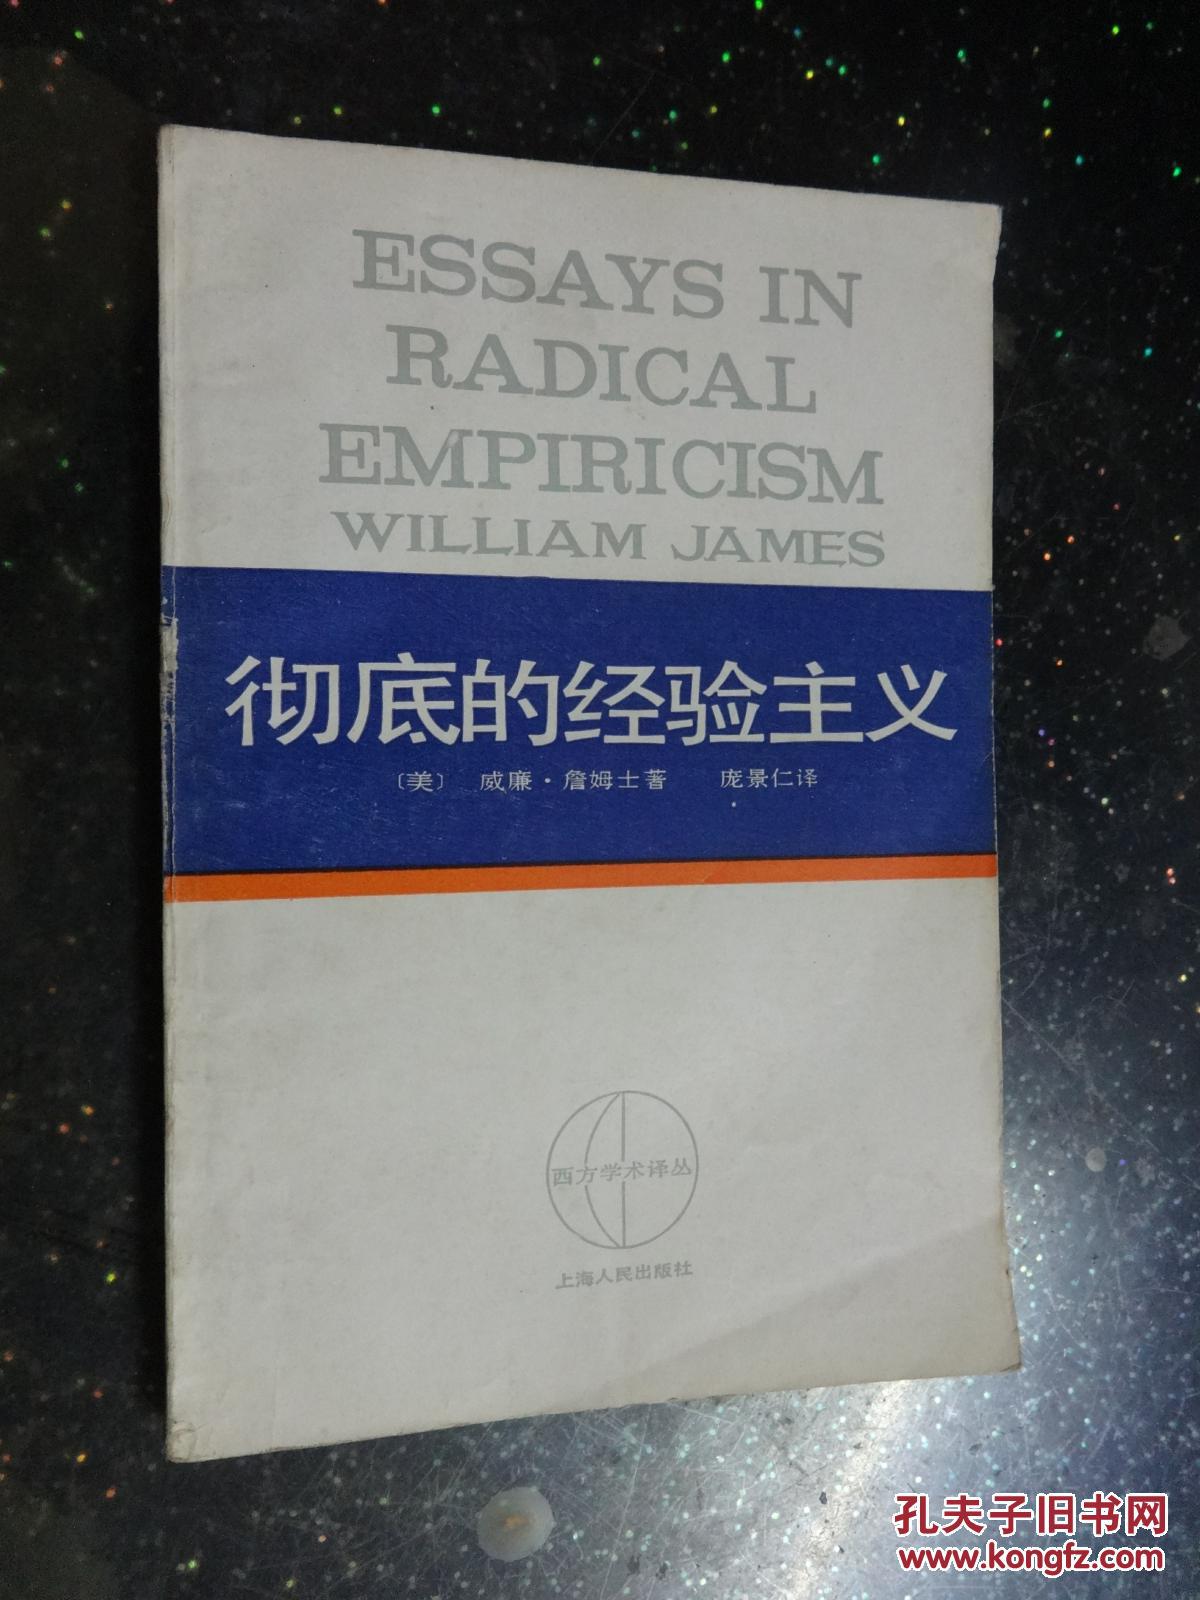 ESSAYS IN
RADICAL
EMPIRICISM
WILLIAM JAMES
彻底的经验主义
〔美〕 威廉·詹姆士著 庞景仁译
西方学术译丛
上海人民出版社
孔夫子旧书网
www.kongfz.com